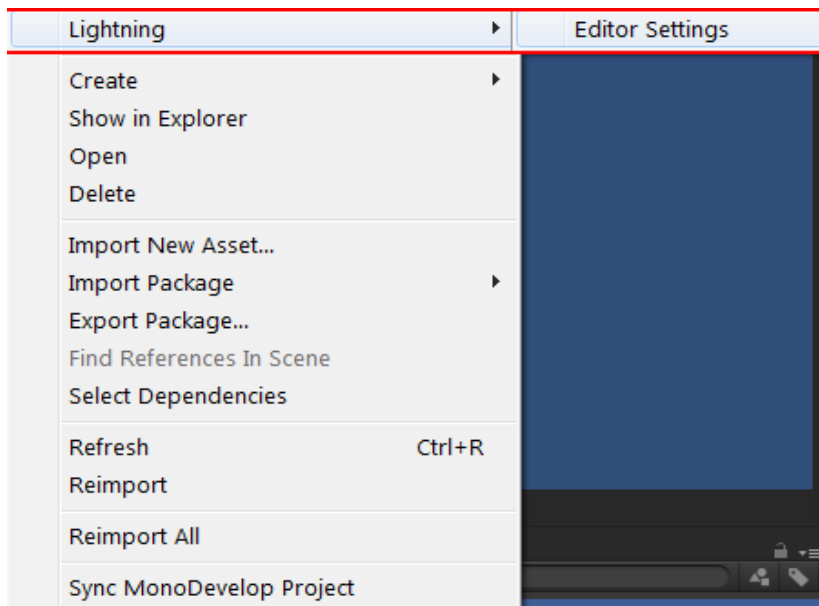 Lightning Editor Settings
Create
Show in Explorer
Open
Delete
Import New Asset...
Import Package
Export Package...
Find References In Scene
Select Dependencies
Refresh Ctrl+R
Reimport
Reimport All
Sync MonoDevelop Project